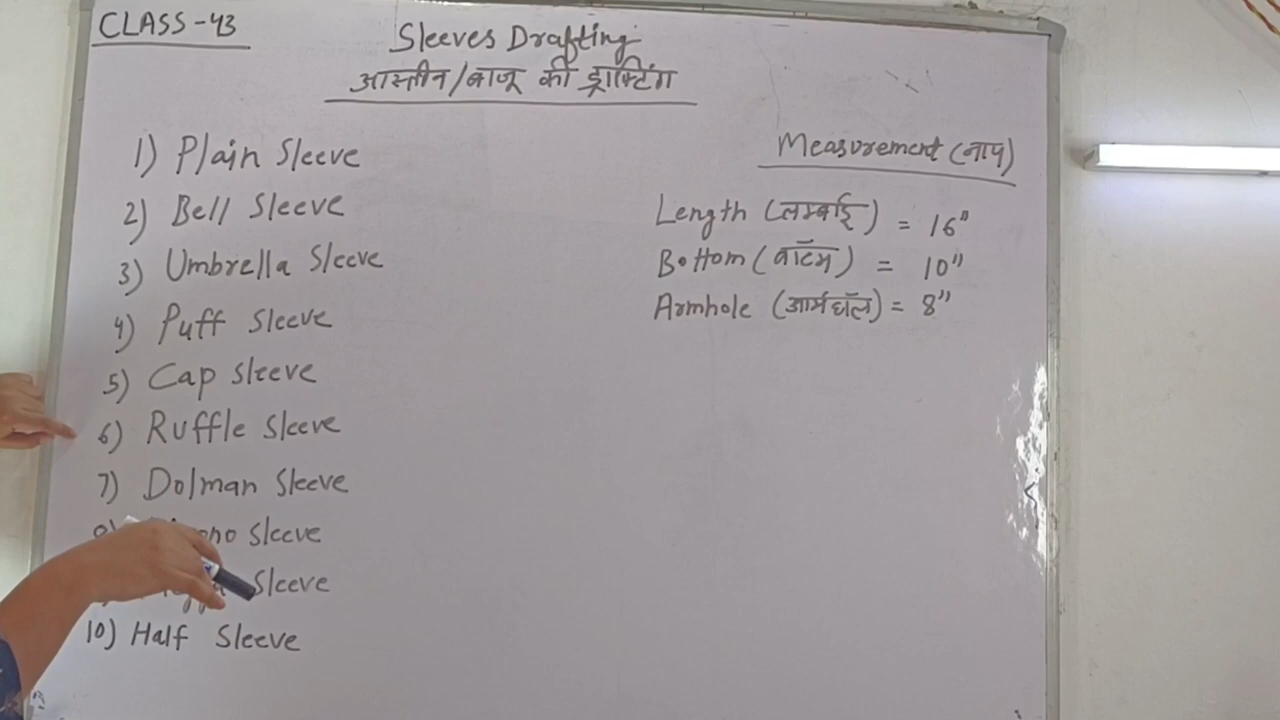 CLASS-43
Sleeves Drafting
आस्तीन/बाजू की ड्राफ्टिंग
1) Plain Sleeve
2) Bell Sleeve
3) Umbrella Sleeve
4) Puff Sleeve
5) Cap Sleeve
6) Ruffle Sleeve
7) Dolman Sleeve
Sleeve
Sleeve
10) Half Sleeve
Measurement (नाप)
Length (लम्बाई) = 16"
Bottom (बॉटम) = 10"
Armhole (आर्महॉल) = 8"